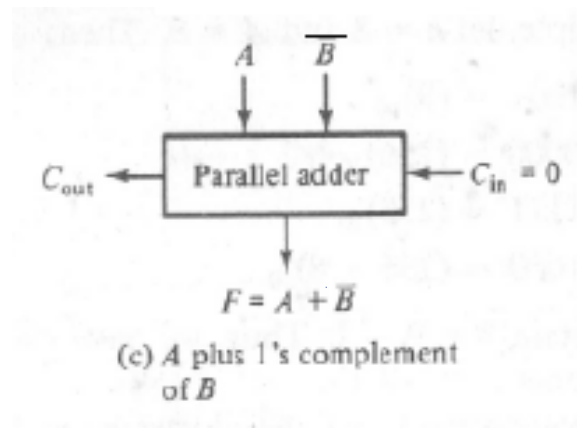 A B̅
C_out Parallel adder C_in = 0
F = A + B̅
(c) A plus 1's complement
of B